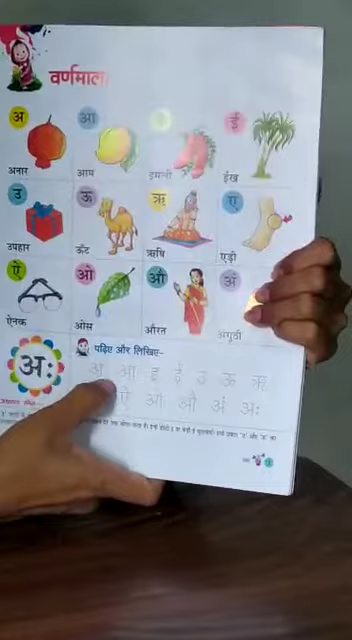 वर्णमाला
अ आ ई
अनार आम इमली ईख
उ ऊ ऋ ए
उपहार ऊँट ऋषि एड़ी
ऐ ओ औ अं
ऐनक ओस औरत अंगूठी
अः
पढ़िए और लिखिए-
अ आ इ ई उ ऊ ऋ
ऐ ओ औ अं अः